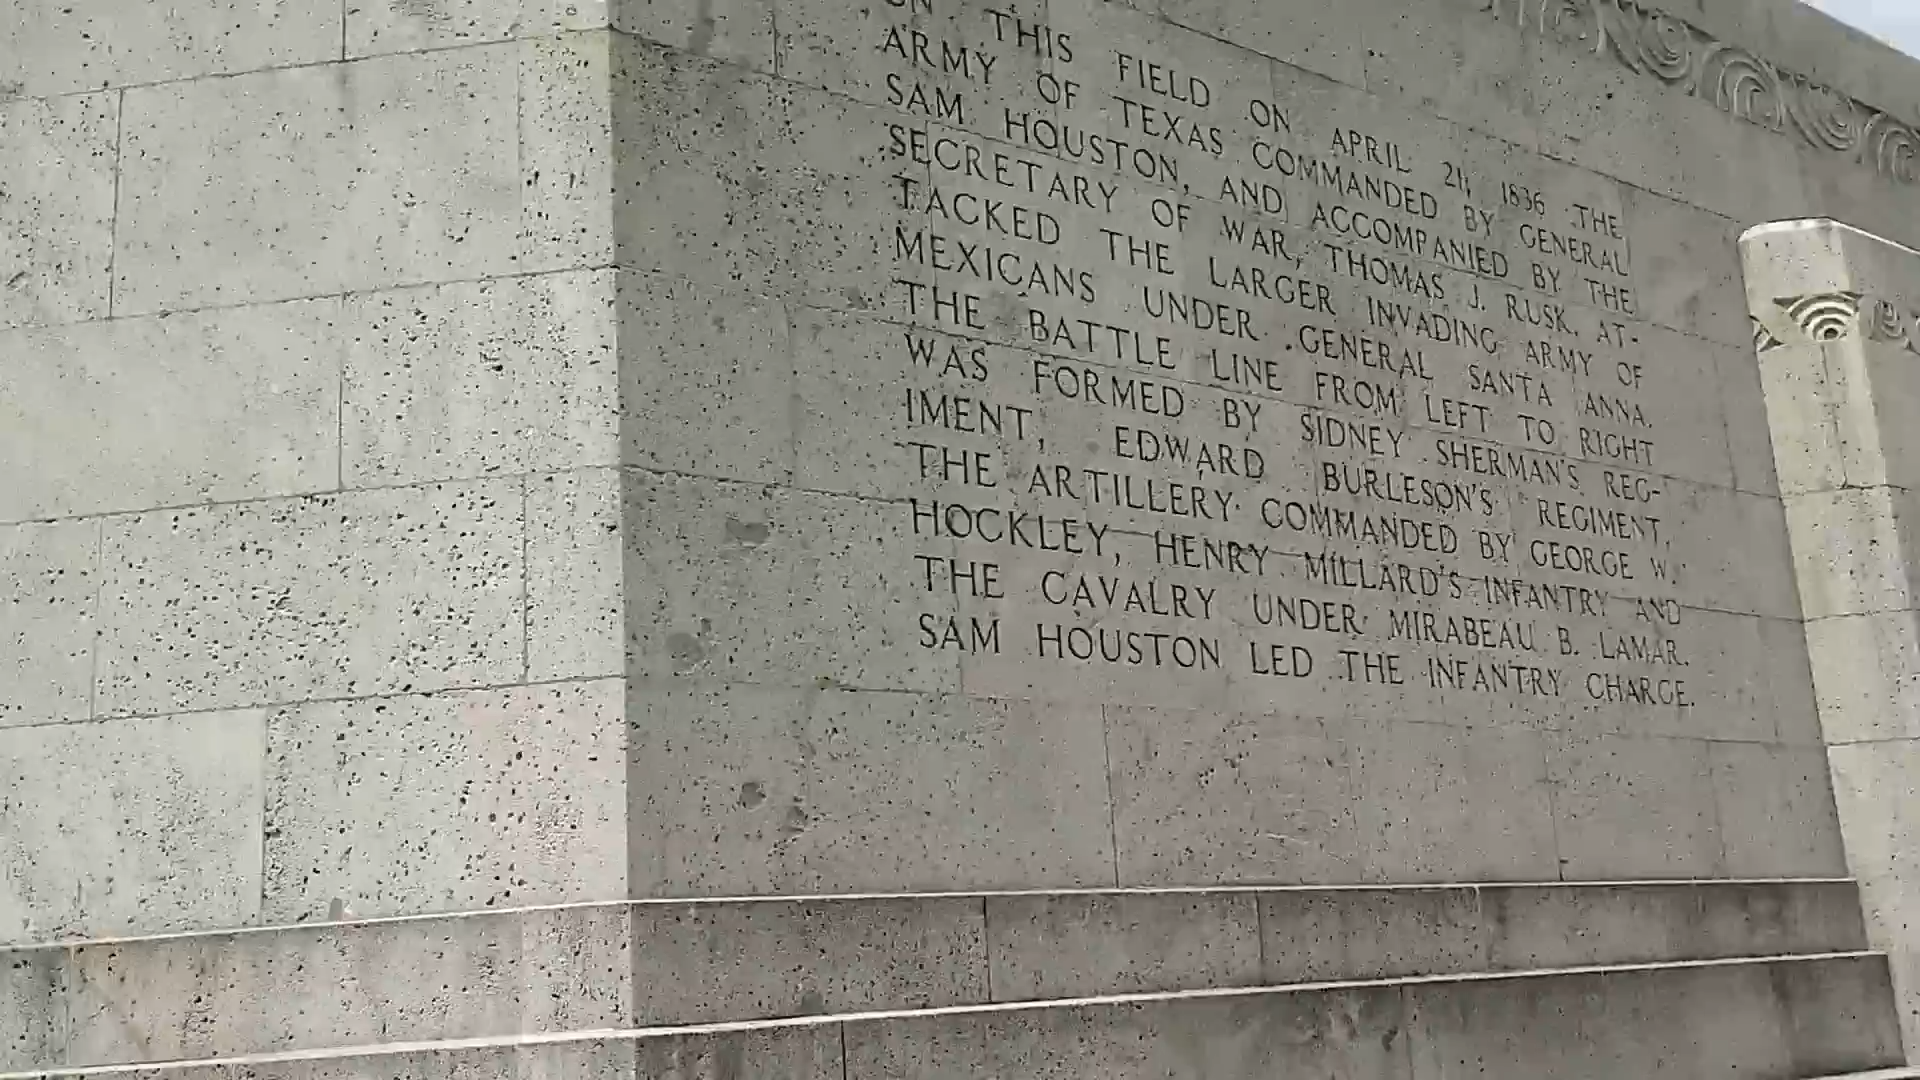 ON THIS FIELD ON APRIL 21, 1836 THE
ARMY OF TEXAS COMMANDED BY GENERAL
SAM HOUSTON, AND ACCOMPANIED BY THE
SECRETARY OF WAR, THOMAS J. RUSK, AT-
TACKED THE LARGER INVADING ARMY OF
MEXICANS UNDER GENERAL SANTA ANNA.
THE BATTLE LINE FROM LEFT TO RIGHT
WAS FORMED BY SIDNEY SHERMAN'S REG-
IMENT, EDWARD BURLESON'S REGIMENT,
THE ARTILLERY COMMANDED BY GEORGE W.
HOCKLEY, HENRY MILLARD'S INFANTRY AND
THE CAVALRY UNDER MIRABEAU B. LAMAR.
SAM HOUSTON LED THE INFANTRY CHARGE.